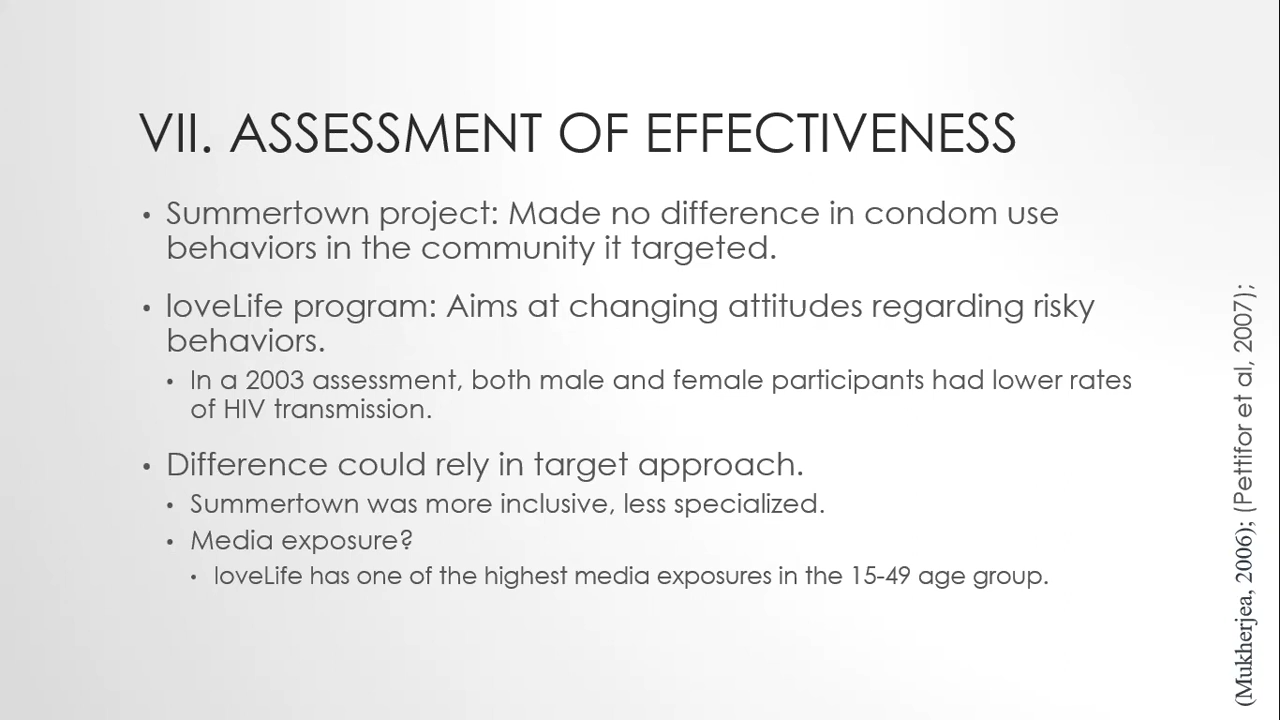 VII. ASSESSMENT OF EFFECTIVENESS
• Summertown project: Made no difference in condom use
behaviors in the community it targeted.
• loveLife program: Aims at changing attitudes regarding risky
behaviors.
• In a 2003 assessment, both male and female participants had lower rates
of HIV transmission.
• Difference could rely in target approach.
• Summertown was more inclusive, less specialized.
• Media exposure?
• loveLife has one of the highest media exposures in the 15-49 age group.
(Mukherjea, 2006); (Pettifor et al, 2007);